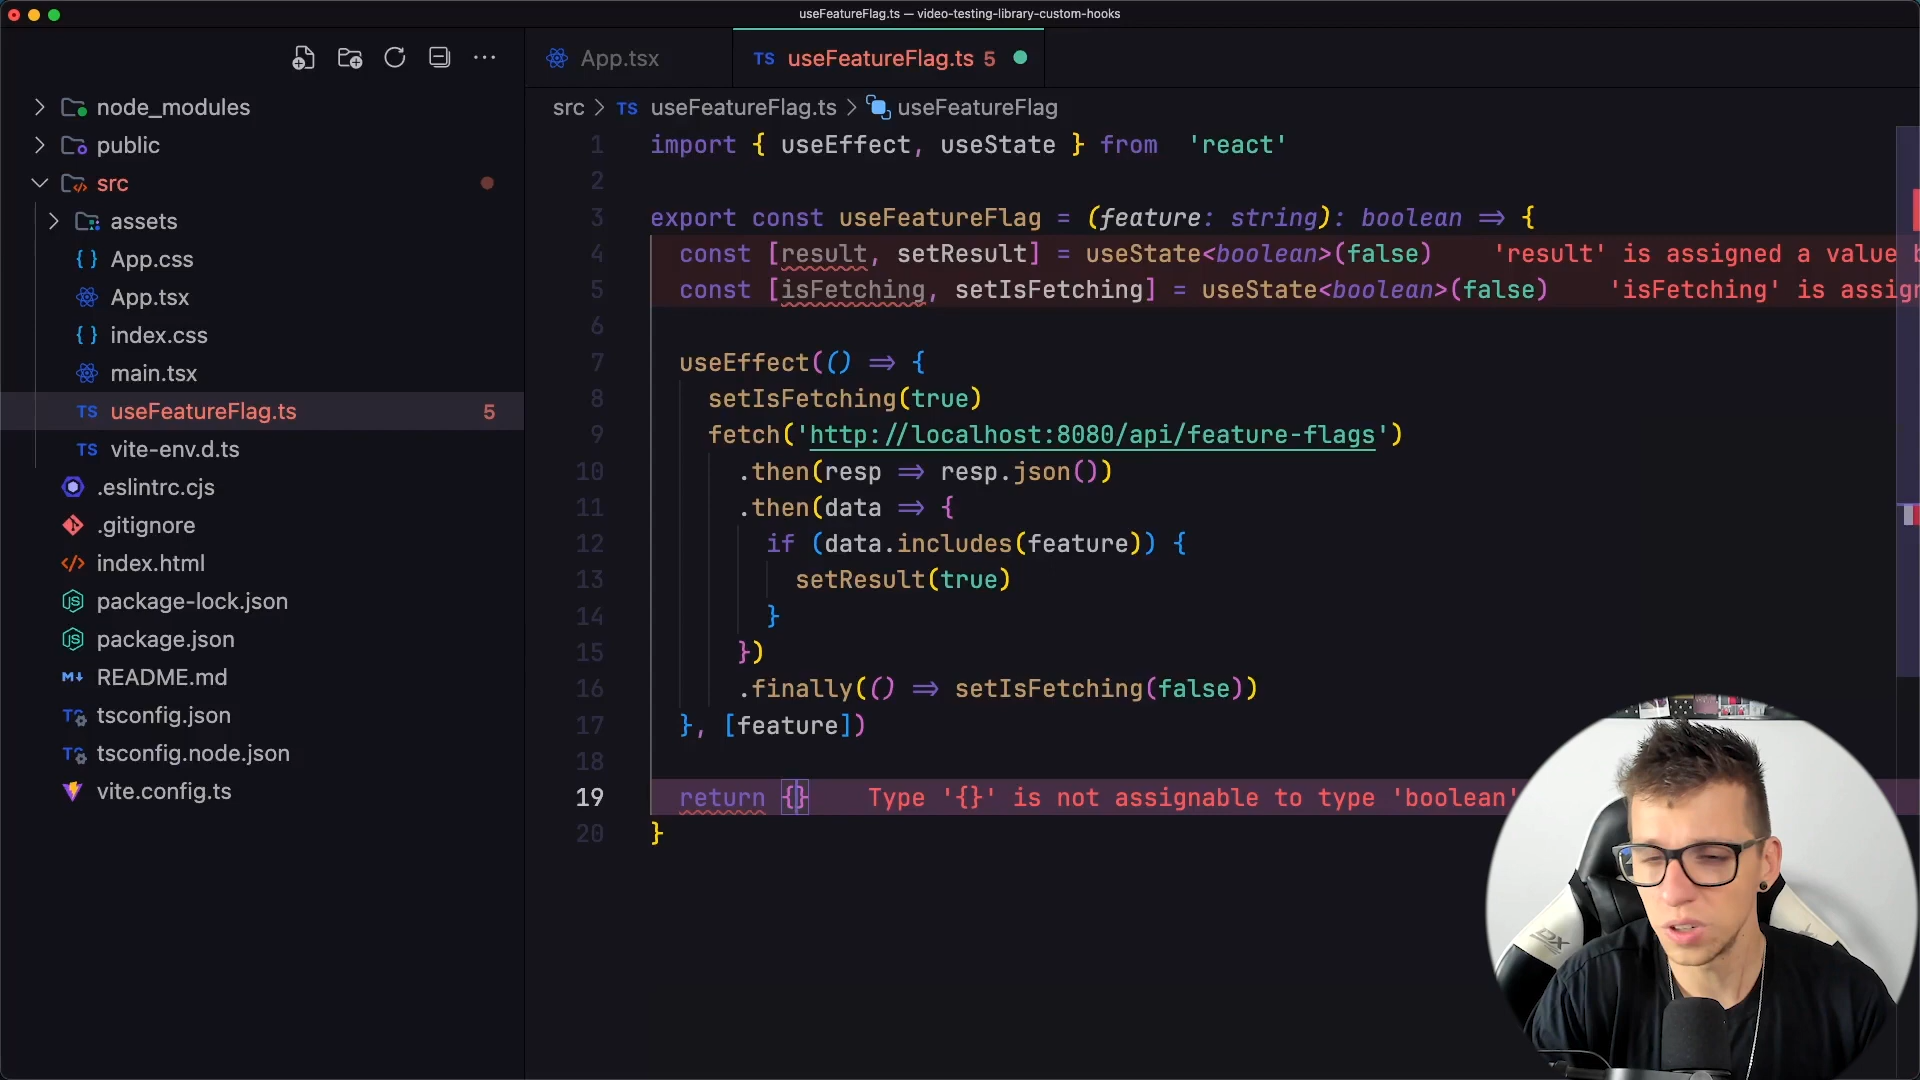 useFeatureFlag.ts — video-testing-library-custom-hooks
App.tsx
TS useFeatureFlag.ts 5
src > TS useFeatureFlag.ts > useFeatureFlag
node_modules
public
src
assets
{ } App.css
App.tsx
{ } index.css
main.tsx
TS useFeatureFlag.ts 5
TS vite-env.d.ts
.eslintrc.cjs
.gitignore
</> index.html
JS package-lock.json
JS package.json
M↓ README.md
tsconfig.json
tsconfig.node.json
vite.config.ts
1 import { useEffect, useState } from 'react'
2
3 export const useFeatureFlag = (feature: string): boolean => {
4 const [result, setResult] = useState<boolean>(false) 'result' is assigned a value b
5 const [isFetching, setIsFetching] = useState<boolean>(false) 'isFetching' is assign
6
7 useEffect(() => {
8 setIsFetching(true)
9 fetch('http://localhost:8080/api/feature-flags')
10 .then(resp => resp.json())
11 .then(data => {
12 if (data.includes(feature)) {
13 setResult(true)
14 }
15 })
16 .finally(() => setIsFetching(false))
17 }, [feature])
18
19 return {} Type '{}' is not assignable to type 'boolean'
20 }
DX